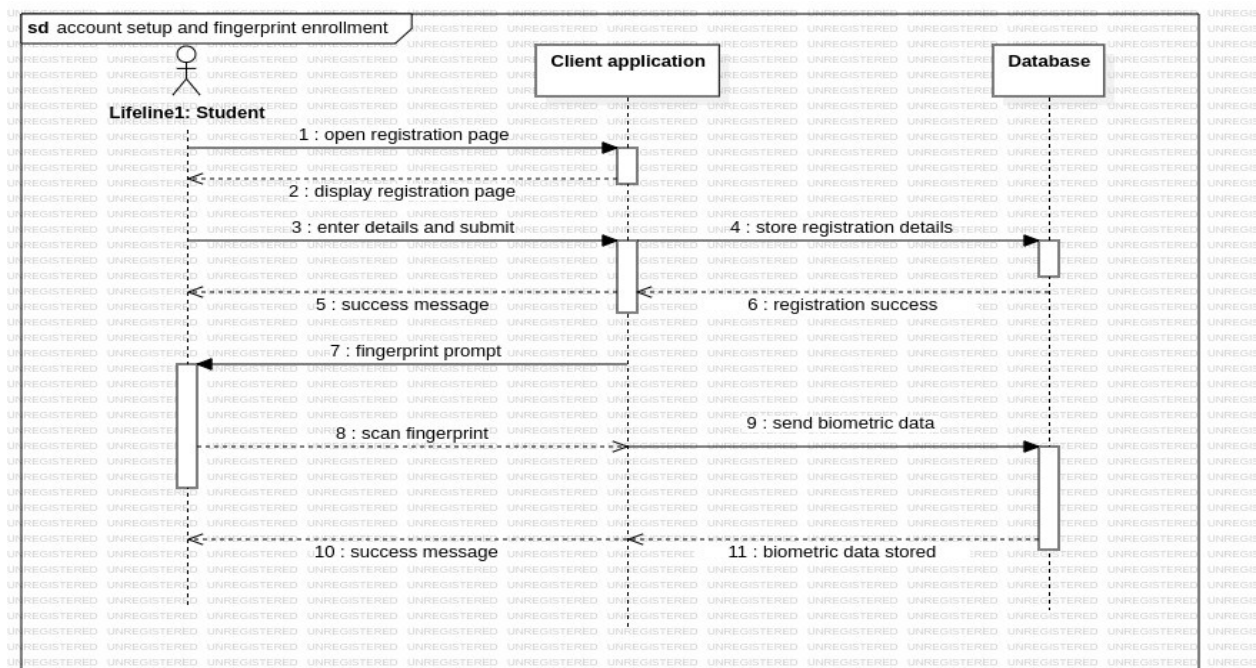 sd account setup and fingerprint enrollment
Client application
Database
Lifeline1: Student
1 : open registration page
2 : display registration page
3 : enter details and submit
4 : store registration details
5 : success message
6 : registration success
7 : fingerprint prompt
8 : scan fingerprint
9 : send biometric data
10 : success message
11 : biometric data stored
UNREGISTERED